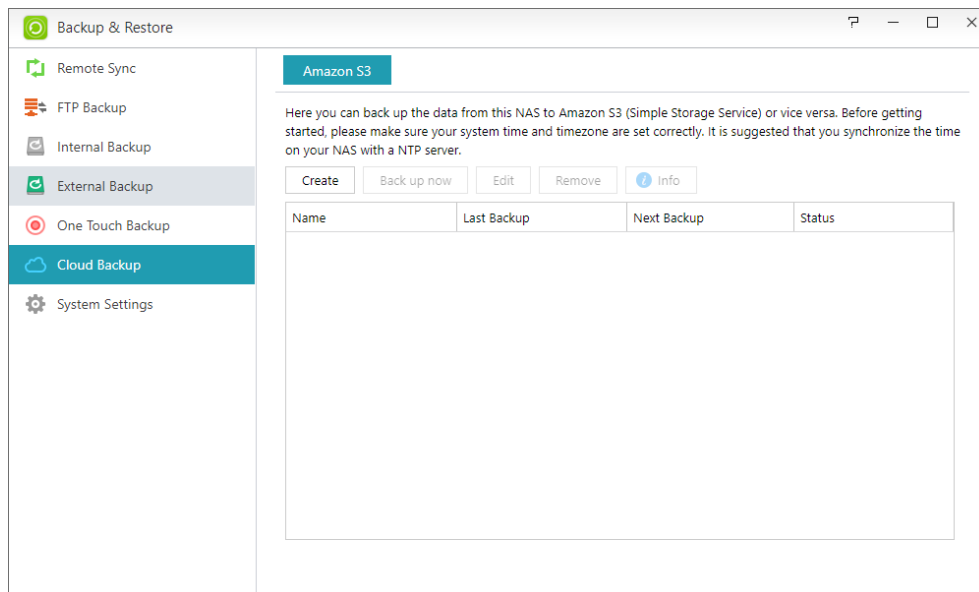 Backup & Restore
Remote Sync
FTP Backup
Internal Backup
External Backup
One Touch Backup
Cloud Backup
System Settings
Amazon S3
Here you can back up the data from this NAS to Amazon S3 (Simple Storage Service) or vice versa. Before getting
started, please make sure your system time and timezone are set correctly. It is suggested that you synchronize the time
on your NAS with a NTP server.
Create Back up now Edit Remove Info
Name Last Backup Next Backup Status